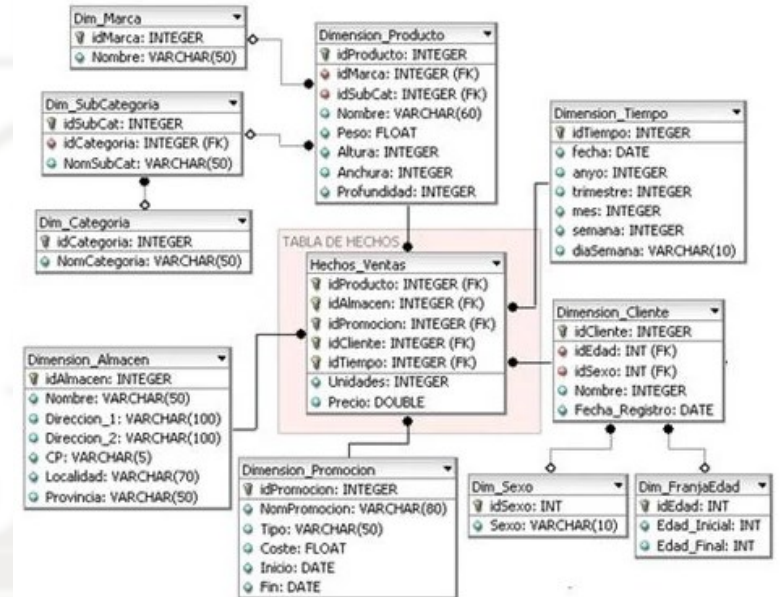 Dim_Marca
idMarca: INTEGER
Nombre: VARCHAR(50)
Dimension_Producto
idProducto: INTEGER
idMarca: INTEGER (FK)
idSubCat: INTEGER (FK)
Nombre: VARCHAR(60)
Peso: FLOAT
Altura: INTEGER
Anchura: INTEGER
Profundidad: INTEGER
Dim_SubCategoria
idSubCat: INTEGER
idCategoria: INTEGER (FK)
NomSubCat: VARCHAR(50)
Dimension_Tiempo
idTiempo: INTEGER
fecha: DATE
anyo: INTEGER
trimestre: INTEGER
mes: INTEGER
semana: INTEGER
diaSemana: VARCHAR(10)
Dim_Categoria
idCategoria: INTEGER
NomCategoria: VARCHAR(50)
TABLA DE HECHOS
Hechos_Ventas
idProducto: INTEGER (FK)
idAlmacen: INTEGER (FK)
idPromocion: INTEGER (FK)
idCliente: INTEGER (FK)
idTiempo: INTEGER (FK)
Unidades: INTEGER
Precio: DOUBLE
Dimension_Cliente
idCliente: INTEGER
idEdad: INT (FK)
idSexo: INT (FK)
Nombre: INTEGER
Fecha_Registro: DATE
Dimension_Almacen
idAlmacen: INTEGER
Nombre: VARCHAR(50)
Direccion_1: VARCHAR(100)
Direccion_2: VARCHAR(100)
CP: VARCHAR(5)
Localidad: VARCHAR(70)
Provincia: VARCHAR(50)
Dimension_Promocion
idPromocion: INTEGER
NomPromocion: VARCHAR(80)
Tipo: VARCHAR(50)
Coste: FLOAT
Inicio: DATE
Fin: DATE
Dim_Sexo
idSexo: INT
Sexo: VARCHAR(10)
Dim_FranjaEdad
idEdad: INT
Edad_Inicial: INT
Edad_Final: INT